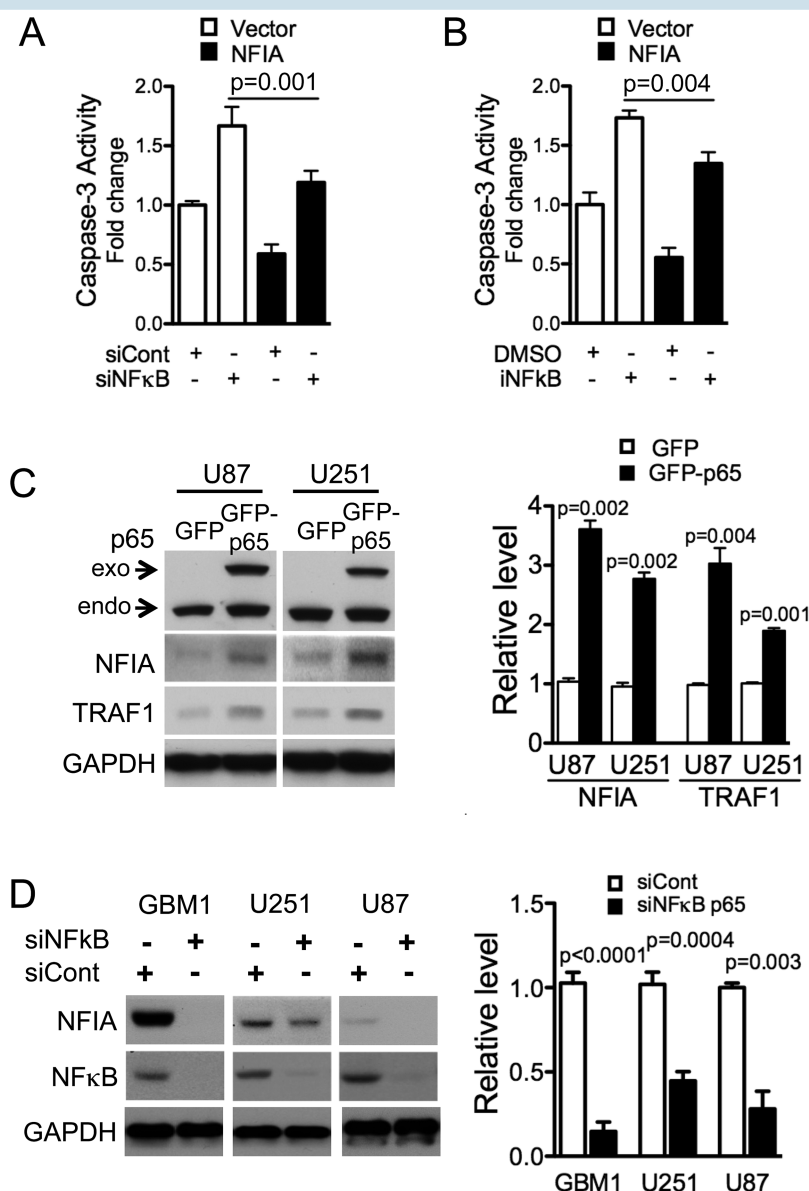 A
Vector
NFIA
p=0.001
2.0
1.5
1.0
0.5
0.0
Caspase-3 Activity
Fold change
siCont + - + -
siNFκB - + - +
B
Vector
NFIA
p=0.004
2.0
1.5
1.0
0.5
0.0
Caspase-3 Activity
Fold change
DMSO + - + -
iNFkB - + - +
C
U87 U251
p65 GFP GFP-p65 GFP GFP-p65
exo
endo
NFIA
TRAF1
GAPDH
GFP
GFP-p65
4
3
2
1
0
Relative level
p=0.002
p=0.002
p=0.004
p=0.001
U87 U251 U87 U251
NFIA TRAF1
D
GBM1 U251 U87
siNFkB - + - + - +
siCont + - + - + -
NFIA
NFκB
GAPDH
siCont
siNFκB p65
1.5
1.0
0.5
0.0
Relative level
p<0.0001
p=0.0004
p=0.003
GBM1 U251 U87